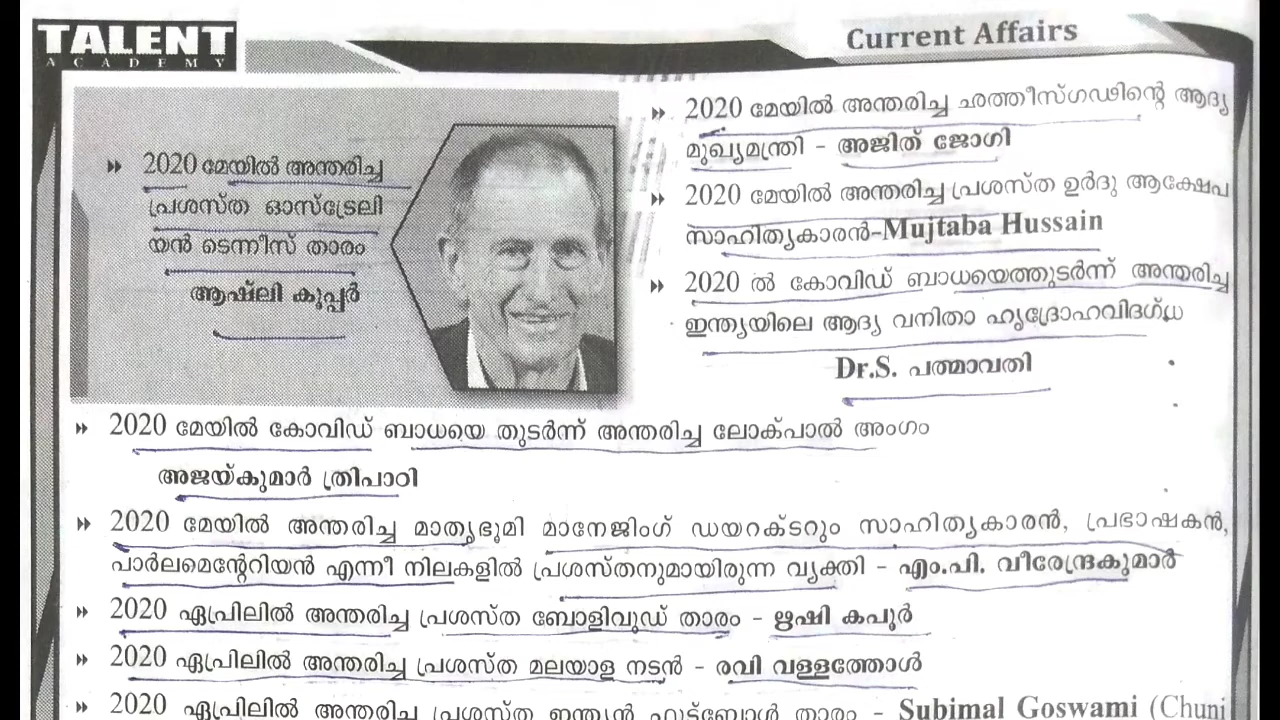 TALENT
ACADEMY
Current Affairs
2020 മേയിൽ അന്തരിച്ച
പ്രശസ്ത ഓസ്ട്രേലി
യൻ ടെന്നീസ് താരം
ആഷ്‌ലി കൂപ്പർ
2020 മേയിൽ അന്തരിച്ച ഛത്തീസ്ഗഢിന്റെ ആദ്യ
മുഖ്യമന്ത്രി - അജിത് ജോഗി
2020 മേയിൽ അന്തരിച്ച പ്രശസ്ത ഉർദു ആക്ഷേപ
സാഹിത്യകാരൻ-Mujtaba Hussain
2020 ൽ കോവിഡ് ബാധയെത്തുടർന്ന് അന്തരിച്ച
ഇന്ത്യയിലെ ആദ്യ വനിതാ ഹൃദ്രോഹവിദഗ്ധ
Dr.S. പത്മാവതി
2020 മേയിൽ കോവിഡ് ബാധയെ തുടർന്ന് അന്തരിച്ച ലോക്പാൽ അംഗം
അജയ്കുമാർ ത്രിപാഠി
2020 മേയിൽ അന്തരിച്ച മാതൃഭൂമി മാനേജിംഗ് ഡയറക്ടറും സാഹിത്യകാരൻ, പ്രഭാഷകൻ,
പാർലമെന്റേറിയൻ എന്നീ നിലകളിൽ പ്രശസ്തനുമായിരുന്ന വ്യക്തി - എം.പി. വീരേന്ദ്രകുമാർ
2020 ഏപ്രിലിൽ അന്തരിച്ച പ്രശസ്ത ബോളിവുഡ് താരം - ഋഷി കപൂർ
2020 ഏപ്രിലിൽ അന്തരിച്ച പ്രശസ്ത മലയാള നടൻ - രവി വള്ളത്തോൾ
2020 ഏപ്രിലിൽ അന്തരിച്ച പ്രശസ്ത ഇന്ത്യൻ ഫുട്ബോൾ താരം - Subimal Goswami (Chuni